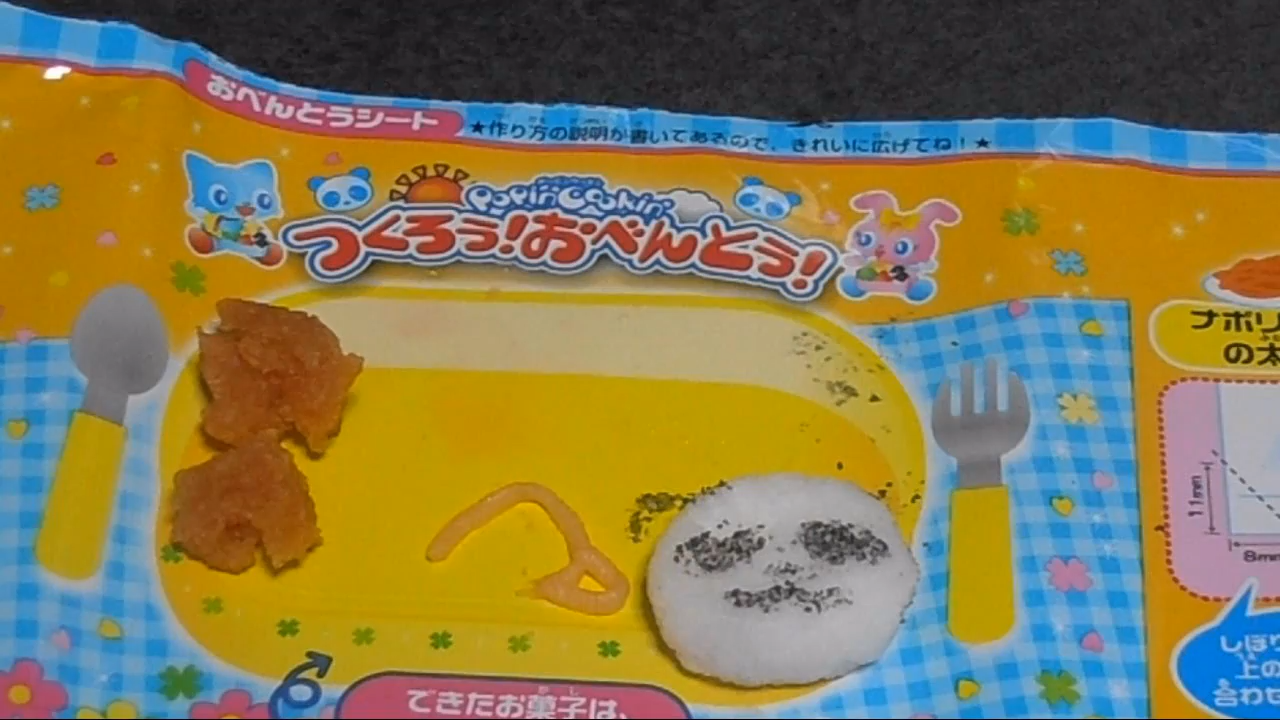 おべんとうシート
★作り方の説明が書いてあるので、きれいに広げてね！★
Popin'Cookin'
つくろう!おべんとう!
ナポリ
の太
11mm
8mm
6
できたお菓子は、
しぼり
上の
合わせ